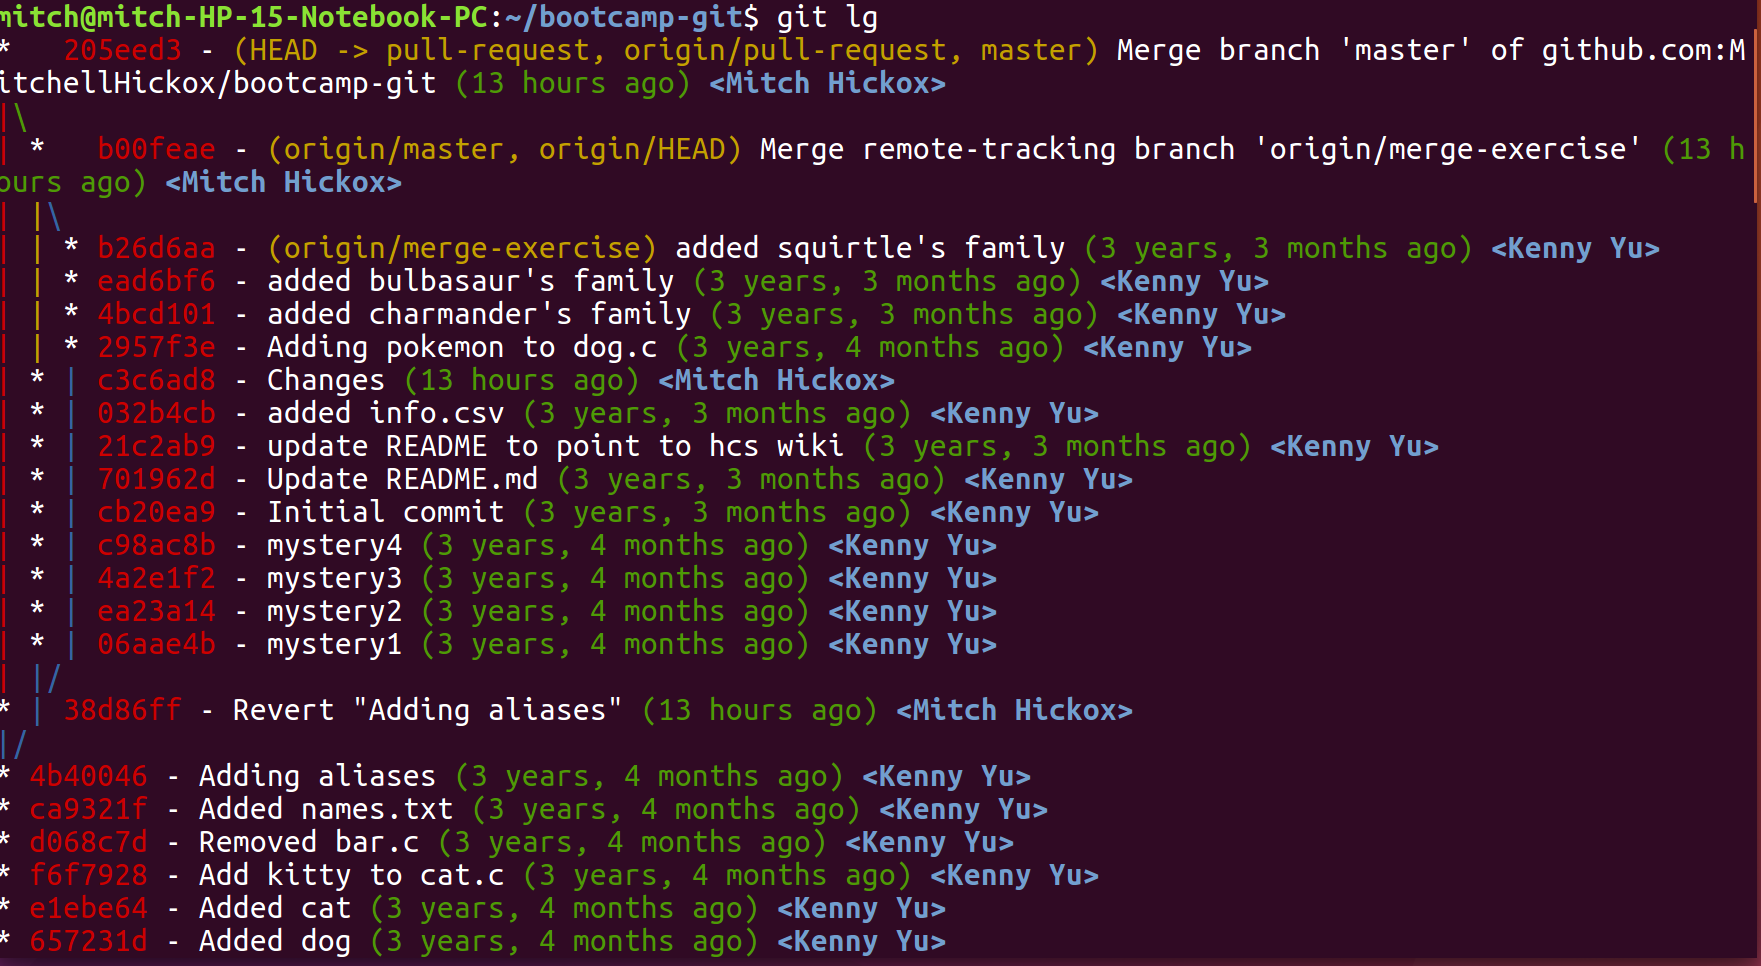 mitch@mitch-HP-15-Notebook-PC:~/bootcamp-git$ git lg
*   205eed3 - (HEAD -> pull-request, origin/pull-request, master) Merge branch 'master' of github.com:M
itchellHickox/bootcamp-git (13 hours ago) <Mitch Hickox>
|\
| *   b00feae - (origin/master, origin/HEAD) Merge remote-tracking branch 'origin/merge-exercise' (13 h
ours ago) <Mitch Hickox>
| |\
| | * b26d6aa - (origin/merge-exercise) added squirtle's family (3 years, 3 months ago) <Kenny Yu>
| | * ead6bf6 - added bulbasaur's family (3 years, 3 months ago) <Kenny Yu>
| | * 4bcd101 - added charmander's family (3 years, 3 months ago) <Kenny Yu>
| | * 2957f3e - Adding pokemon to dog.c (3 years, 4 months ago) <Kenny Yu>
| * | c3c6ad8 - Changes (13 hours ago) <Mitch Hickox>
| * | 032b4cb - added info.csv (3 years, 3 months ago) <Kenny Yu>
| * | 21c2ab9 - update README to point to hcs wiki (3 years, 3 months ago) <Kenny Yu>
| * | 701962d - Update README.md (3 years, 3 months ago) <Kenny Yu>
| * | cb20ea9 - Initial commit (3 years, 3 months ago) <Kenny Yu>
| * | c98ac8b - mystery4 (3 years, 4 months ago) <Kenny Yu>
| * | 4a2e1f2 - mystery3 (3 years, 4 months ago) <Kenny Yu>
| * | ea23a14 - mystery2 (3 years, 4 months ago) <Kenny Yu>
| * | 06aae4b - mystery1 (3 years, 4 months ago) <Kenny Yu>
| |/
* | 38d86ff - Revert "Adding aliases" (13 hours ago) <Mitch Hickox>
|/
* 4b40046 - Adding aliases (3 years, 4 months ago) <Kenny Yu>
* ca9321f - Added names.txt (3 years, 4 months ago) <Kenny Yu>
* d068c7d - Removed bar.c (3 years, 4 months ago) <Kenny Yu>
* f6f7928 - Add kitty to cat.c (3 years, 4 months ago) <Kenny Yu>
* e1ebe64 - Added cat (3 years, 4 months ago) <Kenny Yu>
* 657231d - Added dog (3 years, 4 months ago) <Kenny Yu>